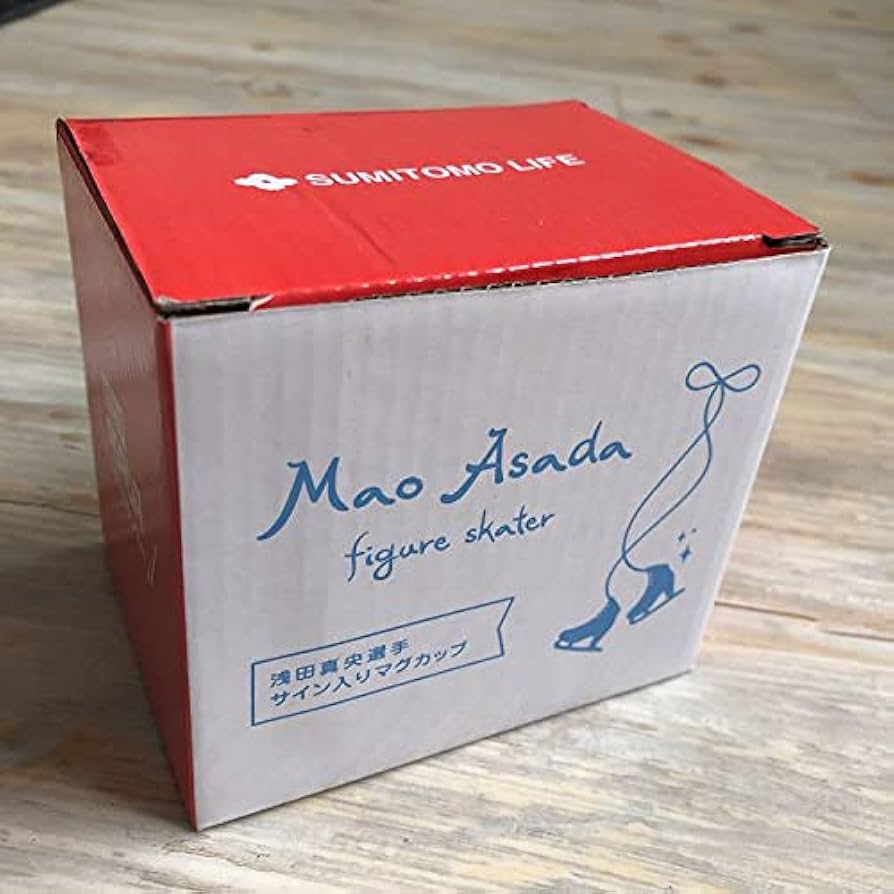 SUMITOMO LIFE
Mao Asada
figure skater
浅田真央選手
サイン入りマグカップ